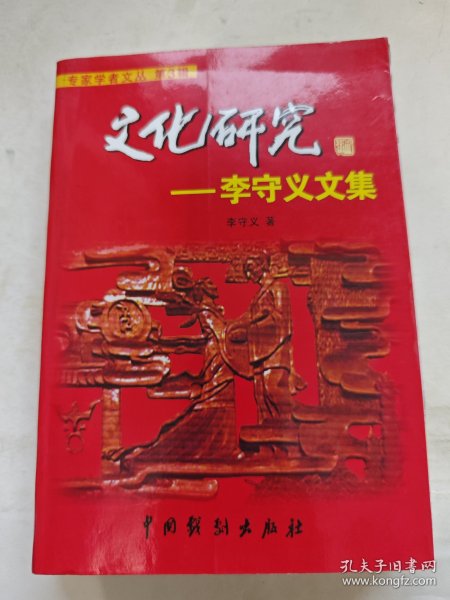 专家学者文丛 第3辑
文化研究
——李守义文集
李守义 著
中国戏剧出版社
孔夫子旧书网
www.kongfz.com